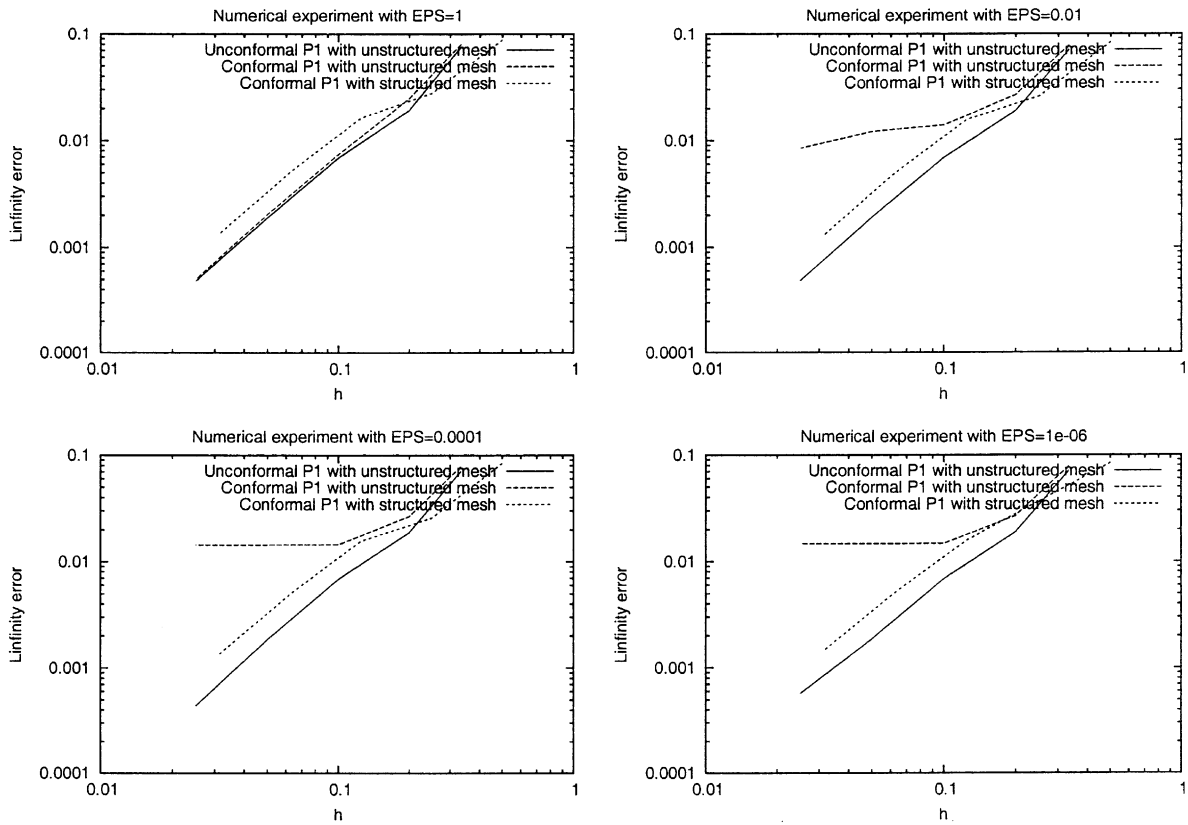 Numerical experiment with EPS=1
0.1
Unconformal P1 with unstructured mesh
Conformal P1 with unstructured mesh
Conformal P1 with structured mesh
0.01
0.001
0.0001
Linfinity error
0.01
0.1
1
h
Numerical experiment with EPS=0.01
0.1
Unconformal P1 with unstructured mesh
Conformal P1 with unstructured mesh
Conformal P1 with structured mesh
0.01
0.001
0.0001
Linfinity error
0.01
0.1
1
h
Numerical experiment with EPS=0.0001
0.1
Unconformal P1 with unstructured mesh
Conformal P1 with unstructured mesh
Conformal P1 with structured mesh
0.01
0.001
0.0001
Linfinity error
0.01
0.1
1
h
Numerical experiment with EPS=1e-06
0.1
Unconformal P1 with unstructured mesh
Conformal P1 with unstructured mesh
Conformal P1 with structured mesh
0.01
0.001
0.0001
Linfinity error
0.01
0.1
1
h